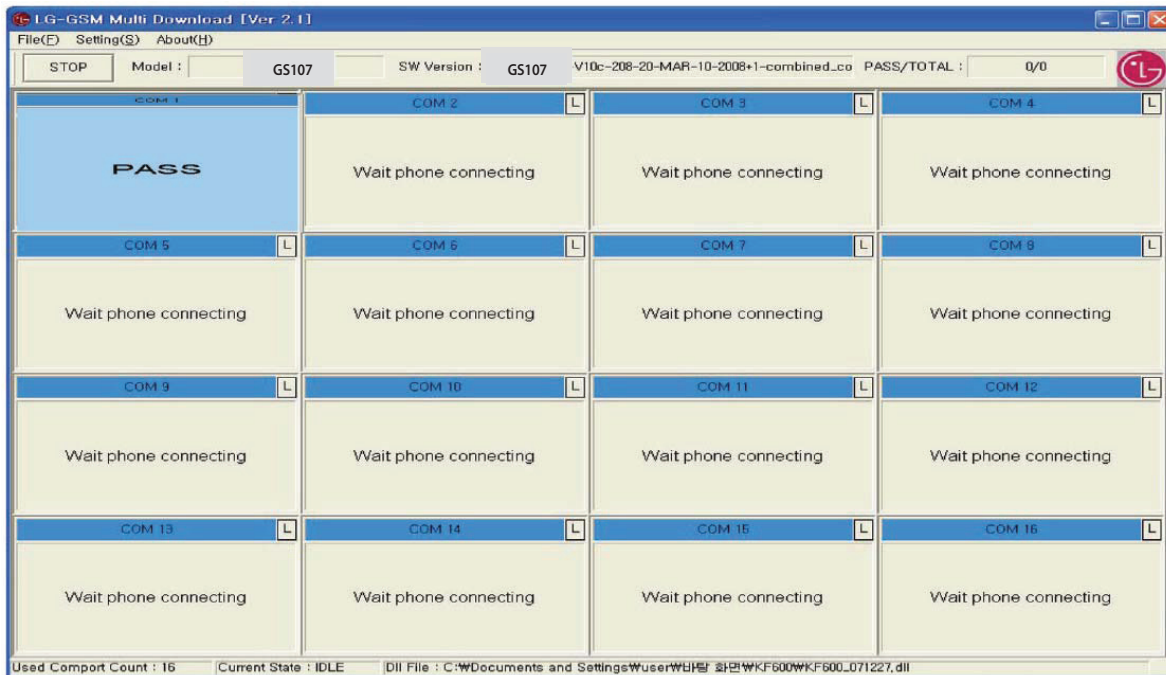 LG-GSM Multi Download [Ver 2.1]
File(F) Setting(S) About(H)
STOP Model : GS107 SW Version : GS107 V10c-208-20-MAR-10-2008+1-combined_co PASS/TOTAL : 0/0
LG
COM 1 COM 2 L COM 3 L COM 4 L
PASS Wait phone connecting Wait phone connecting Wait phone connecting
COM 5 L COM 6 L COM 7 L COM 8 L
Wait phone connecting Wait phone connecting Wait phone connecting Wait phone connecting
COM 9 L COM 10 L COM 11 L COM 12 L
Wait phone connecting Wait phone connecting Wait phone connecting Wait phone connecting
COM 13 L COM 14 L COM 15 L COM 16 L
Wait phone connecting Wait phone connecting Wait phone connecting Wait phone connecting
Used Comport Count : 16 Current State : IDLE Dll File : C:₩Documents and Settings₩user₩바탕 화면₩KF600₩KF600_071227.dll